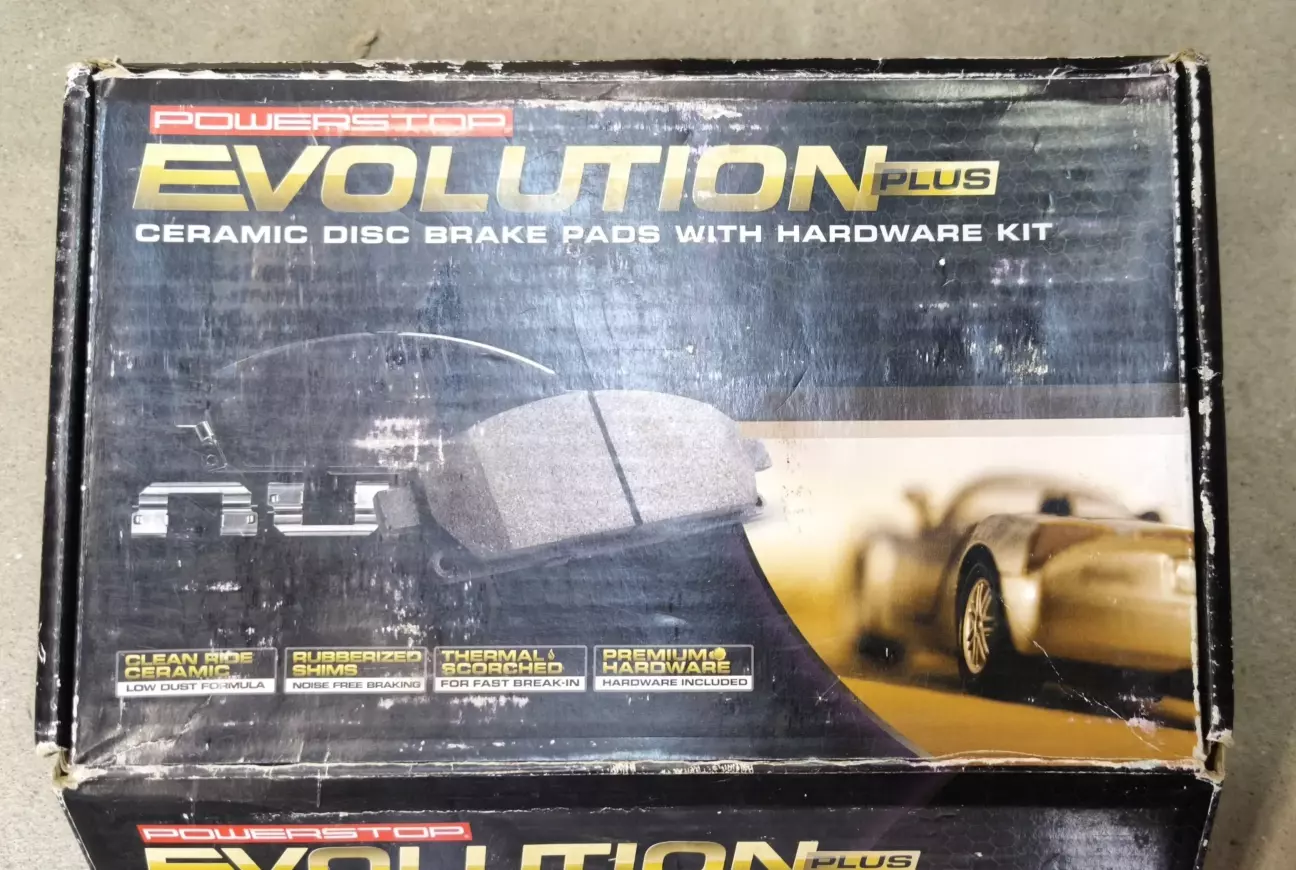 POWERSTOP
EVOLUTION PLUS
CERAMIC DISC BRAKE PADS WITH HARDWARE KIT
CLEAN RIDE
CERAMIC
LOW DUST FORMULA
RUBBERIZED
SHIMS
NOISE FREE BRAKING
THERMAL
SCORCHED
FOR FAST BREAK-IN
PREMIUM
HARDWARE
HARDWARE INCLUDED
POWERSTOP
EVOLUTION PLUS